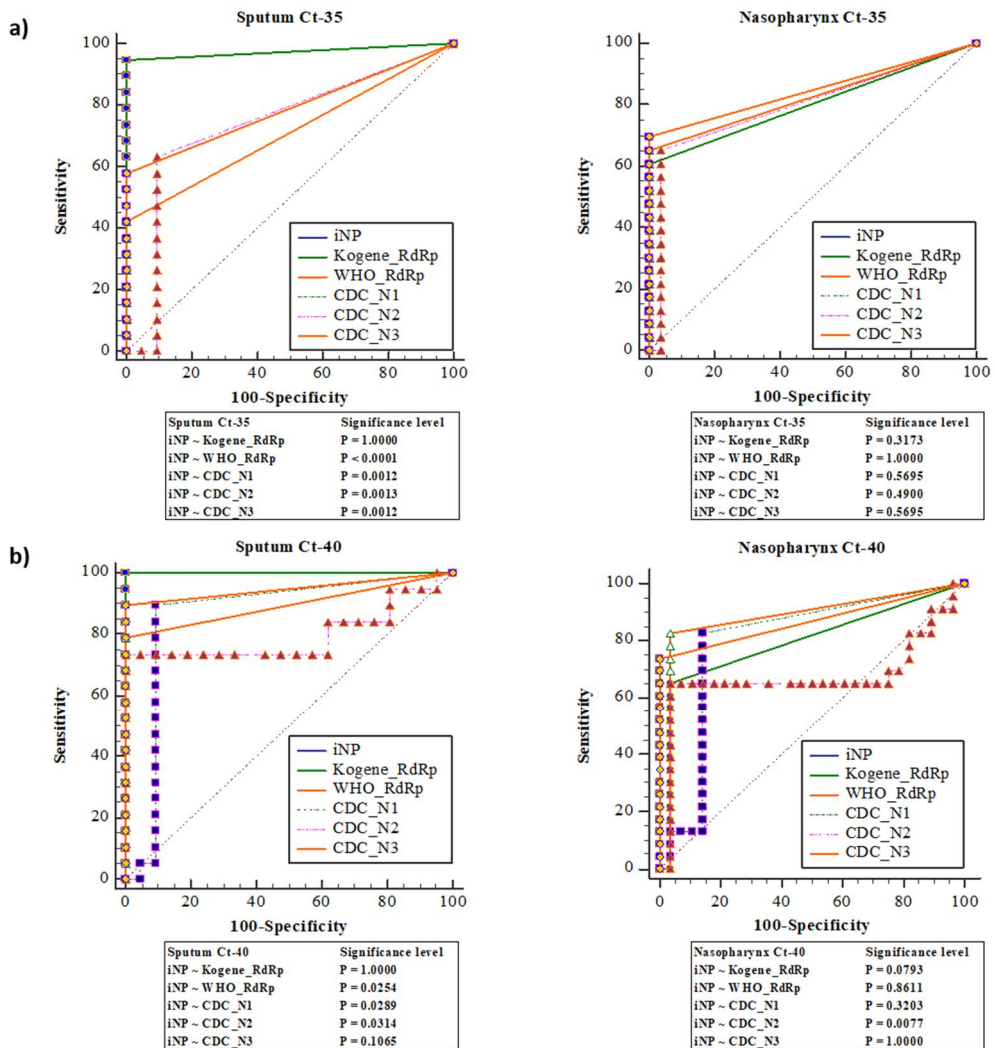 a)
Sputum Ct-35
100
80
60
40
20
0
Sensitivity
iNP
Kogene_RdRp
WHO_RdRp
CDC_N1
CDC_N2
CDC_N3
0 20 40 60 80 100
100-Specificity
Sputum Ct-35 Significance level
iNP ~ Kogene_RdRp P = 1.0000
iNP ~ WHO_RdRp P < 0.0001
iNP ~ CDC_N1 P = 0.0012
iNP ~ CDC_N2 P = 0.0013
iNP ~ CDC_N3 P = 0.0012
Nasopharynx Ct-35
100
80
60
40
20
0
Sensitivity
iNP
Kogene_RdRp
WHO_RdRp
CDC_N1
CDC_N2
CDC_N3
0 20 40 60 80 100
100-Specificity
Nasopharynx Ct-35 Significance level
iNP ~ Kogene_RdRp P = 0.3173
iNP ~ WHO_RdRp P = 1.0000
iNP ~ CDC_N1 P = 0.5695
iNP ~ CDC_N2 P = 0.4900
iNP ~ CDC_N3 P = 0.5695
b)
Sputum Ct-40
100
80
60
40
20
0
Sensitivity
iNP
Kogene_RdRp
WHO_RdRp
CDC_N1
CDC_N2
CDC_N3
0 20 40 60 80 100
100-Specificity
Sputum Ct-40 Significance level
iNP ~ Kogene_RdRp P = 1.0000
iNP ~ WHO_RdRp P = 0.0254
iNP ~ CDC_N1 P = 0.0289
iNP ~ CDC_N2 P = 0.0314
iNP ~ CDC_N3 P = 0.1065
Nasopharynx Ct-40
100
80
60
40
20
0
Sensitivity
iNP
Kogene_RdRp
WHO_RdRp
CDC_N1
CDC_N2
CDC_N3
0 20 40 60 80 100
100-Specificity
Nasopharynx Ct-40 Significance level
iNP ~ Kogene_RdRp P = 0.0793
iNP ~ WHO_RdRp P = 0.8611
iNP ~ CDC_N1 P = 0.3203
iNP ~ CDC_N2 P = 0.0077
iNP ~ CDC_N3 P = 1.0000